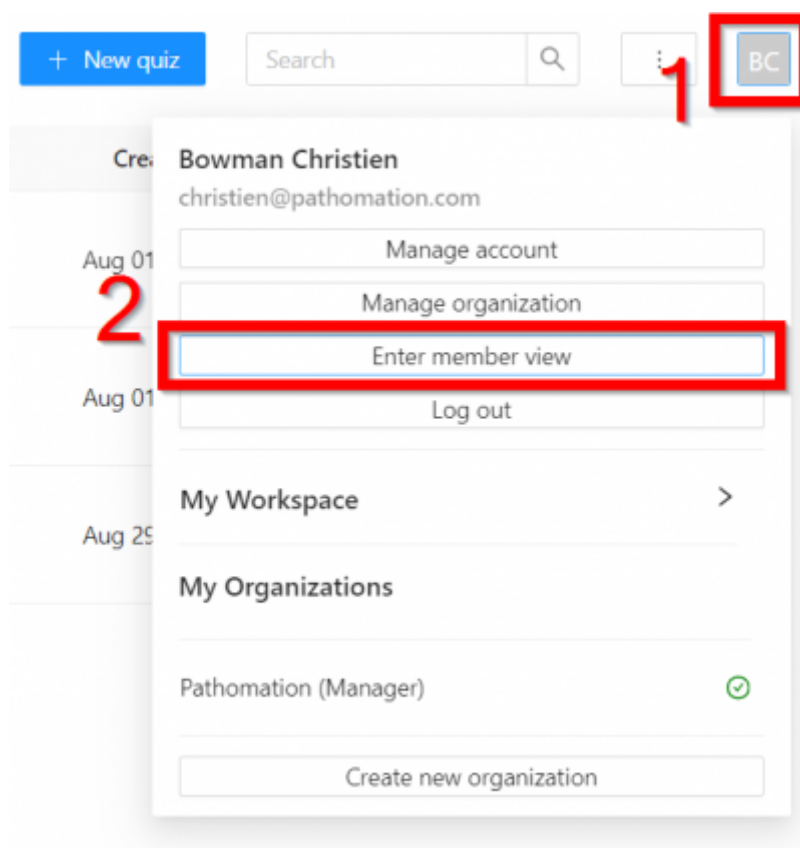 + New quiz
Search
1
BC
Crea
Bowman Christien
christien@pathomation.com
Manage account
Aug 01
2
Manage organization
Enter member view
Aug 01
Log out
My Workspace
Aug 29
My Organizations
Pathomation (Manager)
Create new organization